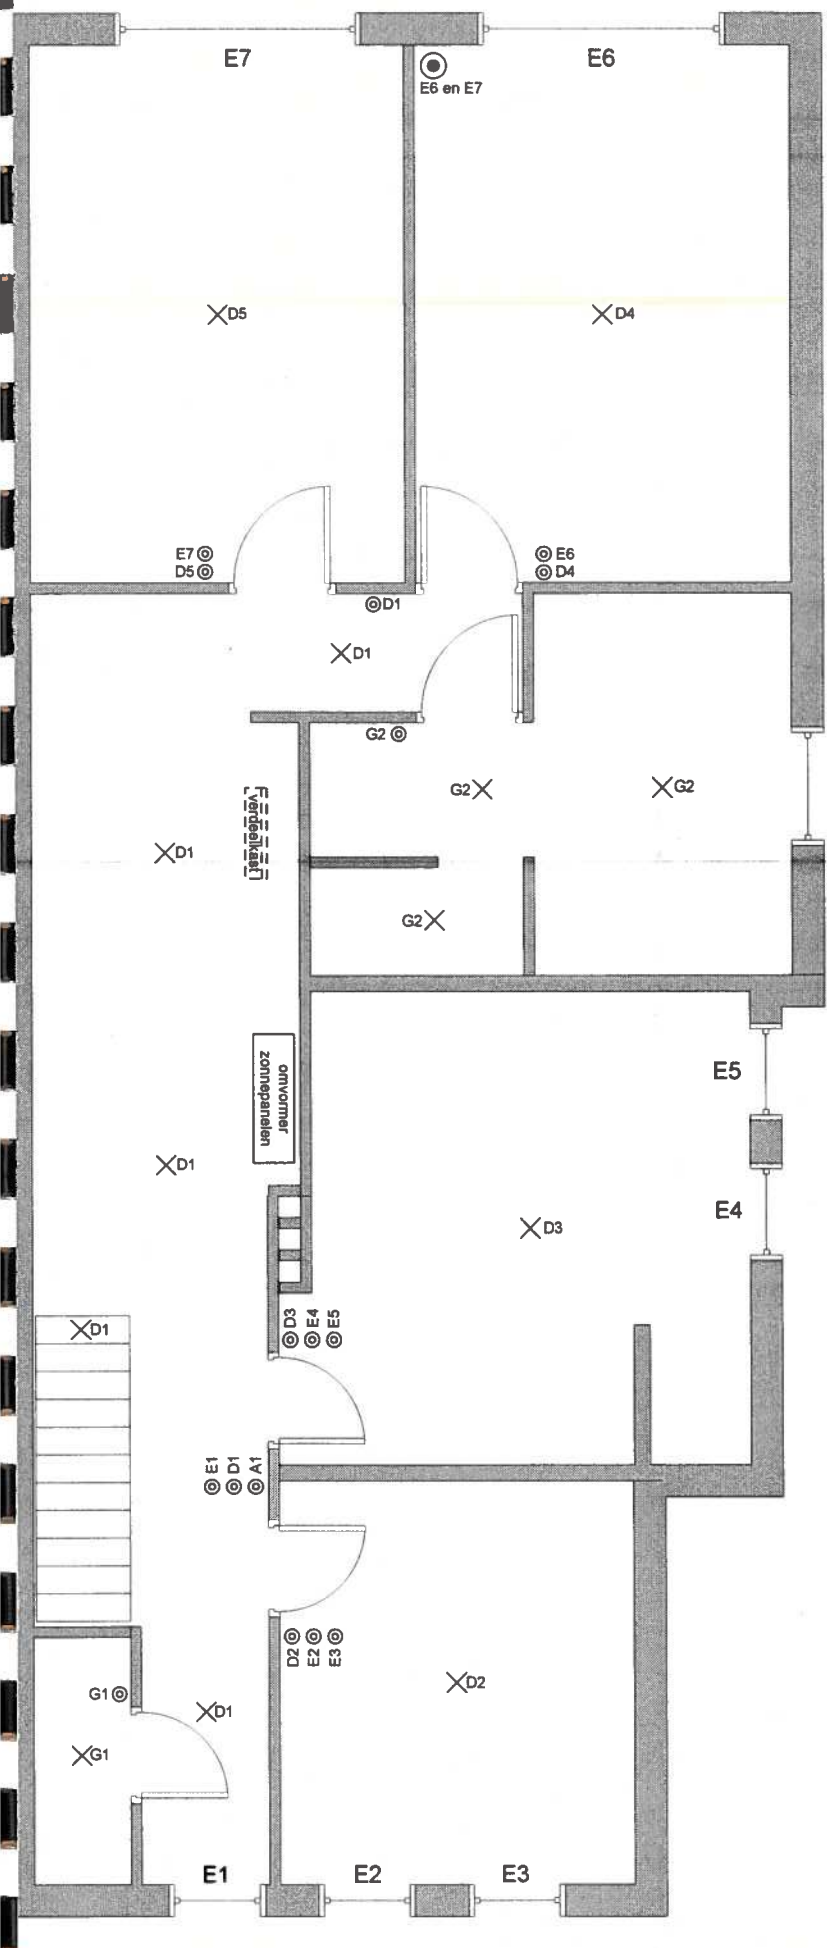 E7
E6
E6 en E7
D5
D4
E7
D5
E6
D4
D1
D1
G2
G2
G2
verdeelkast
D1
G2
omvormer
zonnepanelen
E5
D1
E4
D3
D1
D3
E4
E5
E1
D1
A1
D2
E2
E3
D2
G1
D1
G1
E1
E2
E3